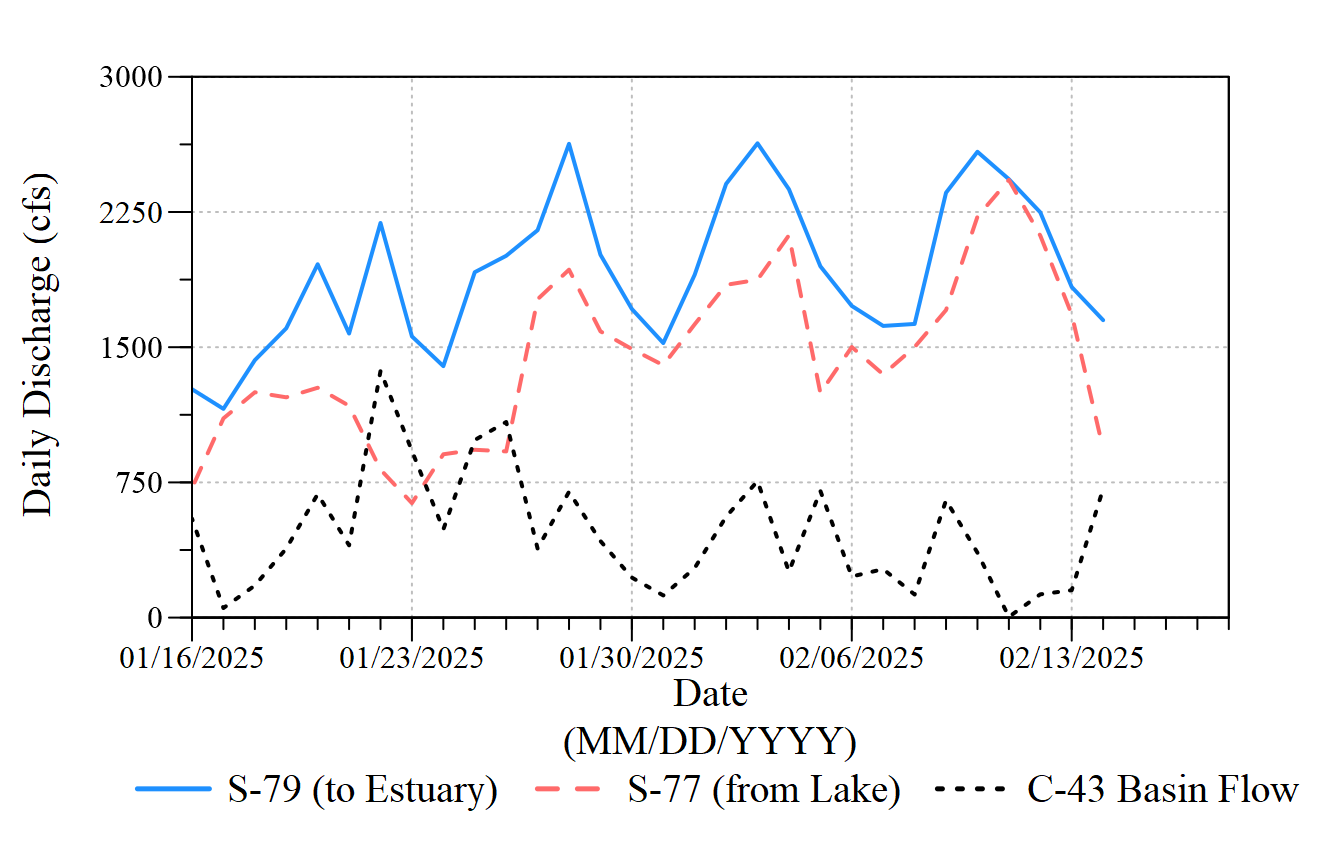 3000
2250
1500
750
0
Daily Discharge (cfs)
01/16/2025 01/23/2025 01/30/2025 02/06/2025 02/13/2025
Date
(MM/DD/YYYY)
S-79 (to Estuary) S-77 (from Lake) C-43 Basin Flow